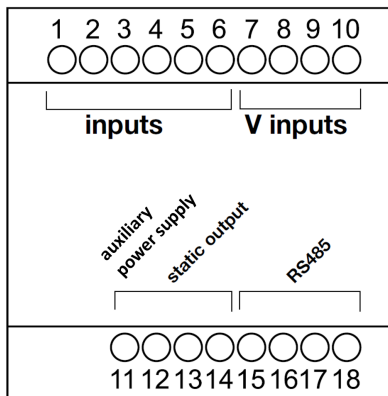 1 2 3 4 5 6 7 8 9 10
inputs V inputs
auxiliary
power supply
static output
RS485
11 12 13 14 15 16 17 18